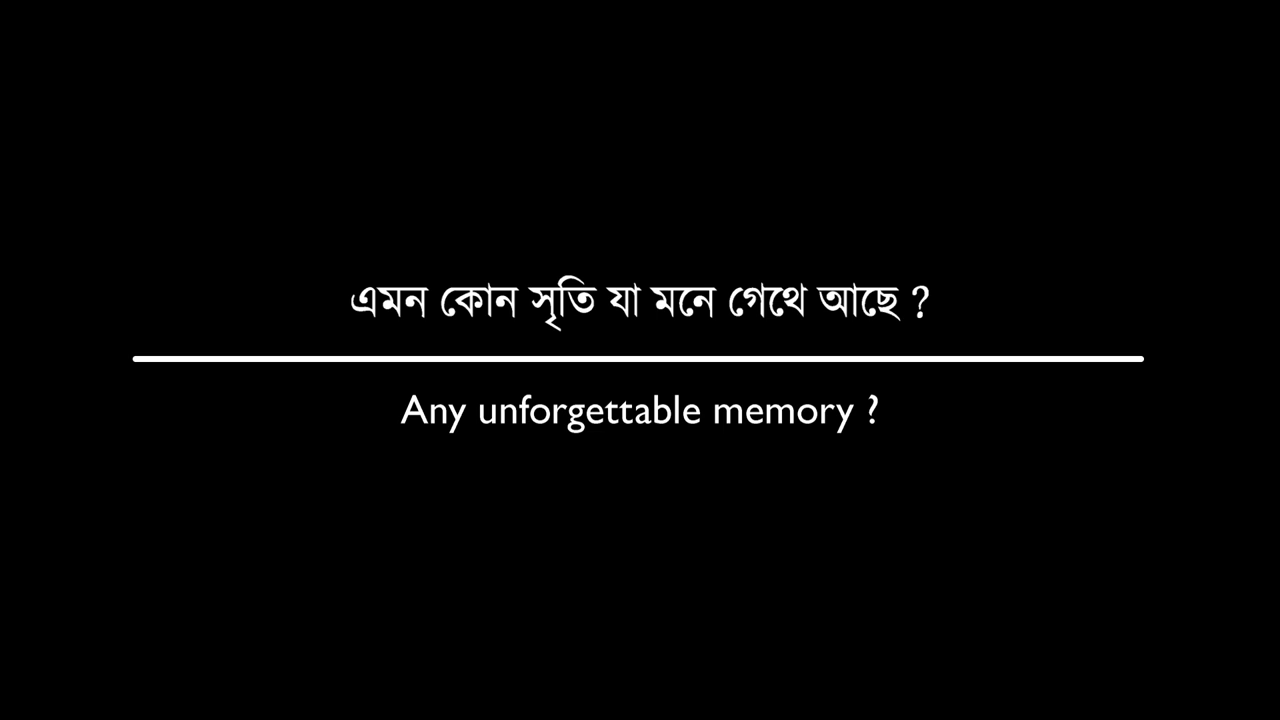 এমন কোন সৃতি যা মনে গেথে আছে ?
Any unforgettable memory ?